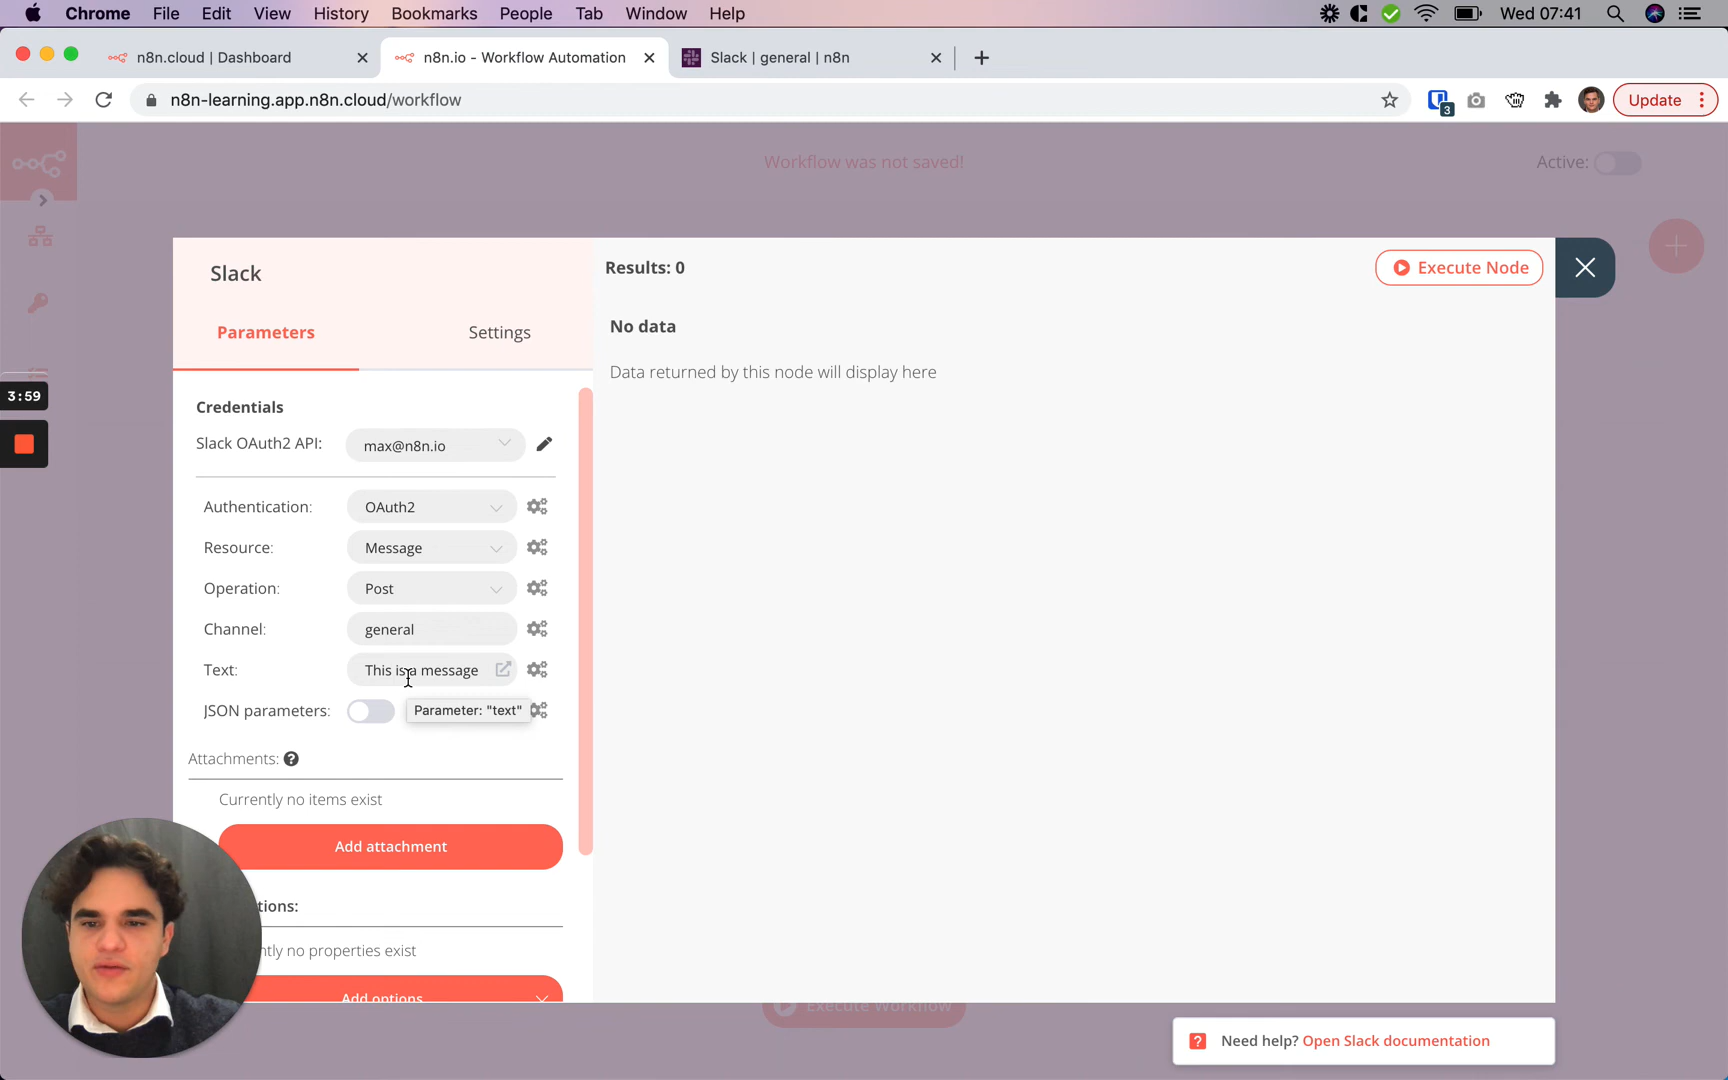 Chrome File Edit View History Bookmarks People Tab Window Help Wed 07:41
n8n.cloud | Dashboard n8n.io - Workflow Automation Slack | general | n8n
n8n-learning.app.n8n.cloud/workflow 3 Update
Workflow was not saved! Active:
Slack
Results: 0 Execute Node
Parameters Settings
No data
Data returned by this node will display here
3:59
Credentials
Slack OAuth2 API: max@n8n.io
Authentication: OAuth2
Resource: Message
Operation: Post
Channel: general
Text: This is a message
JSON parameters: Parameter: "text"
Attachments: ?
Currently no items exist
Add attachment
tions:
ntly no properties exist
Add options
Execute Workflow
? Need help? Open Slack documentation